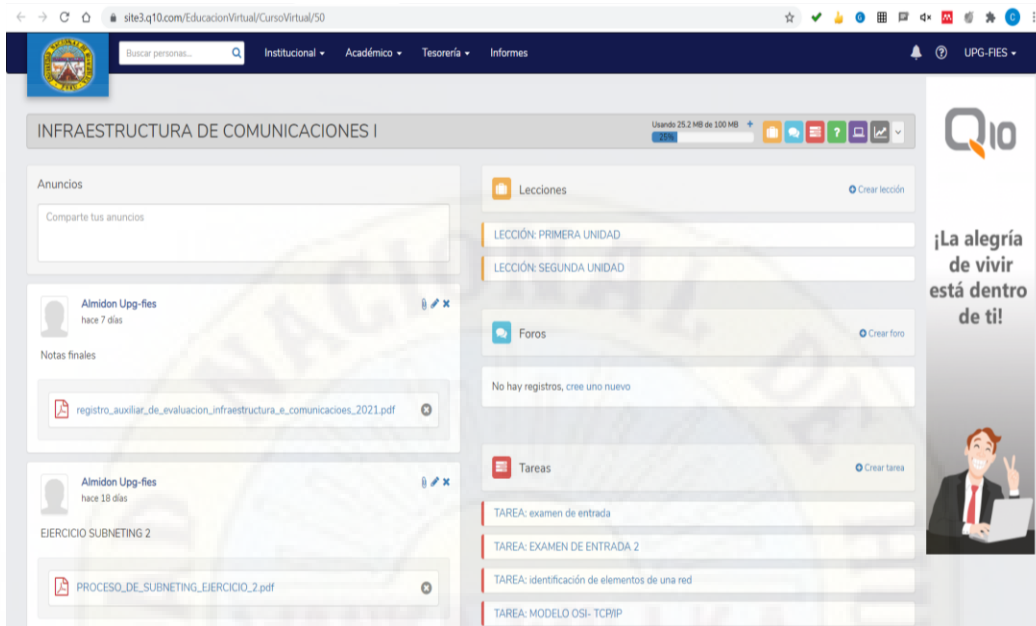 site3.q10.com/EducacionVirtual/CursoVirtual/50
Buscar personas...
Institucional
Académico
Tesorería
Informes
UPG-FIES
INFRAESTRUCTURA DE COMUNICACIONES I
Usando 25.2 MB de 100 MB
25%
Anuncios
Comparte tus anuncios
Almidon Upg-fies
hace 7 días
Notas finales
registro_auxiliar_de_evaluacion_infraestructura_e_comunicacioes_2021.pdf
Almidon Upg-fies
hace 18 días
EJERCICIO SUBNETING 2
PROCESO_DE_SUBNETING_EJERCICIO_2.pdf
Lecciones
Crear lección
LECCIÓN: PRIMERA UNIDAD
LECCIÓN: SEGUNDA UNIDAD
Foros
Crear foro
No hay registros, cree uno nuevo
Tareas
Crear tarea
TAREA: examen de entrada
TAREA: EXAMEN DE ENTRADA 2
TAREA: identificación de elementos de una red
TAREA: MODELO OSI- TCP/IP
Q10
¡La alegría
de vivir
está dentro
de ti!
NACIONAL DE